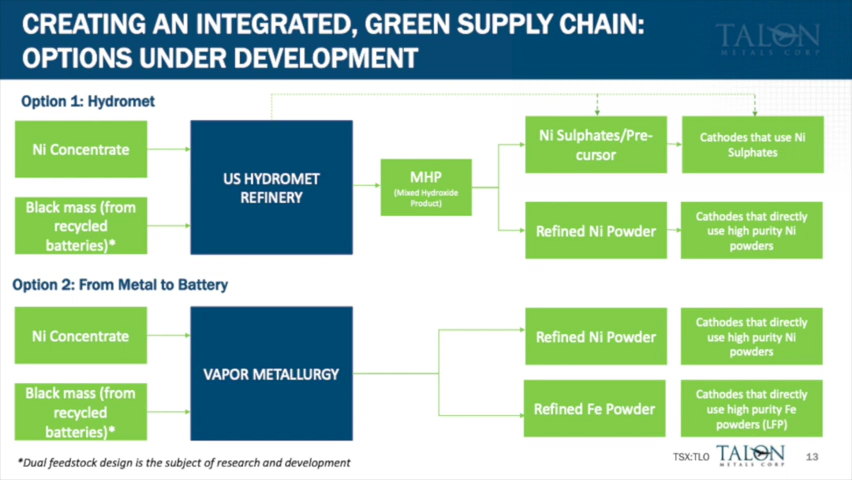 CREATING AN INTEGRATED, GREEN SUPPLY CHAIN:
OPTIONS UNDER DEVELOPMENT
TALON
METALS CORP
Option 1: Hydromet
Ni Concentrate
Black mass (from
recycled
batteries)*
US HYDROMET
REFINERY
MHP
(Mixed Hydroxide
Product)
Ni Sulphates/Pre-
cursor
Cathodes that use Ni
Sulphates
Refined Ni Powder
Cathodes that directly
use high purity Ni
powders
Option 2: From Metal to Battery
Ni Concentrate
Black mass (from
recycled
batteries)*
VAPOR METALLURGY
Refined Ni Powder
Cathodes that directly
use high purity Ni
powders
Refined Fe Powder
Cathodes that directly
use high purity Fe
powders (LFP)
*Dual feedstock design is the subject of research and development
TSX:TLO
TALON
METALS CORP
13